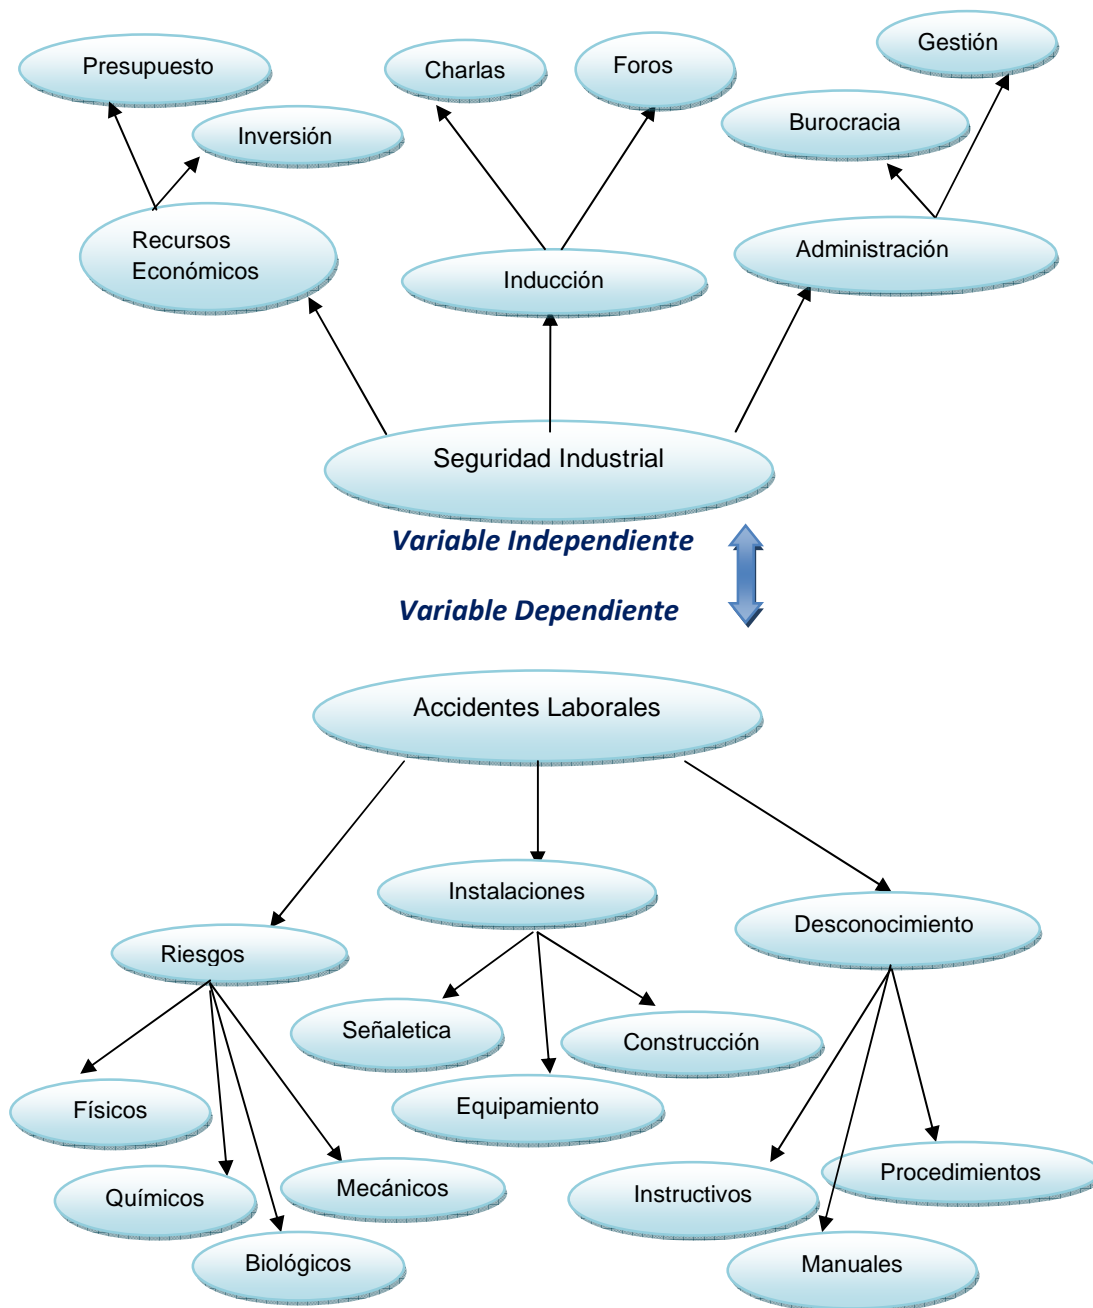 Gestión
Foros
Presupuesto
Charlas
Burocracia
Inversión
Recursos
Económicos
Administración
Inducción
Seguridad Industrial
Variable Independiente
Variable Dependiente
Accidentes Laborales
Instalaciones
Desconocimiento
Riesgos
Señaletica
Construcción
Físicos
Equipamiento
Procedimientos
Químicos
Mecánicos
Instructivos
Biológicos
Manuales